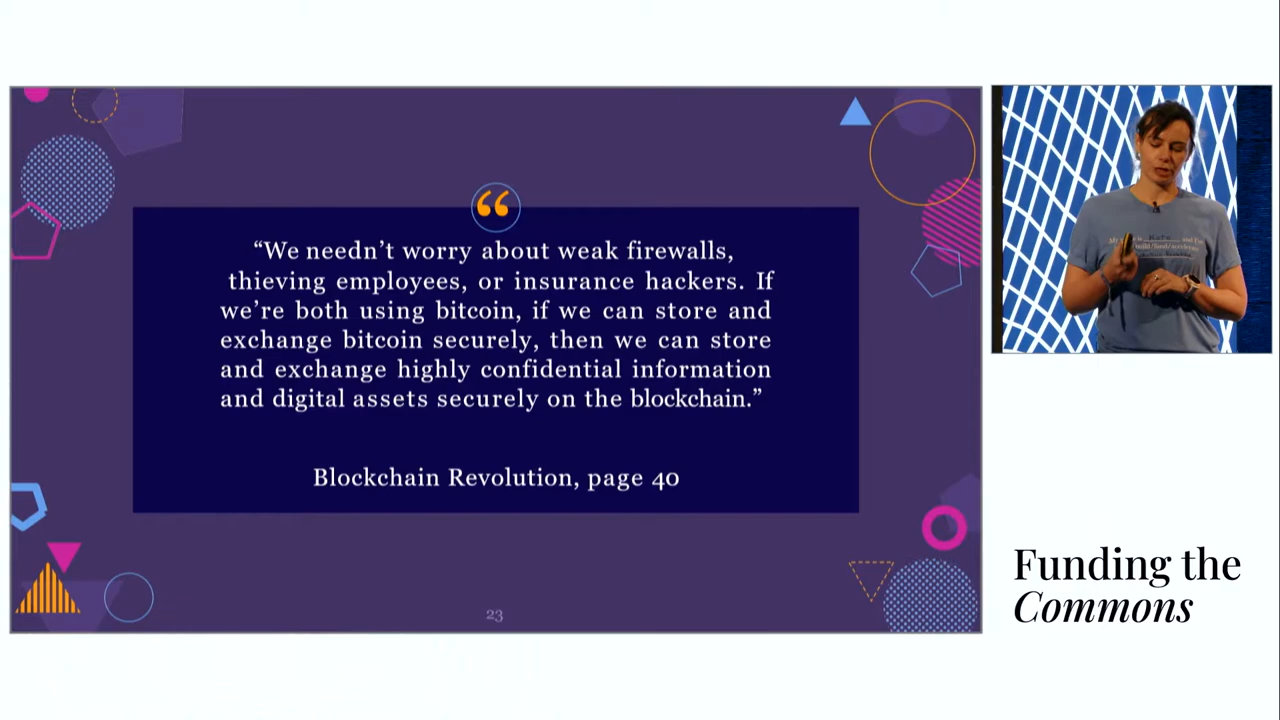 “
“We needn’t worry about weak firewalls,
thieving employees, or insurance hackers. If
we’re both using bitcoin, if we can store and
exchange bitcoin securely, then we can store
and exchange highly confidential information
and digital assets securely on the blockchain.”
Blockchain Revolution, page 40
23
Funding the
Commons